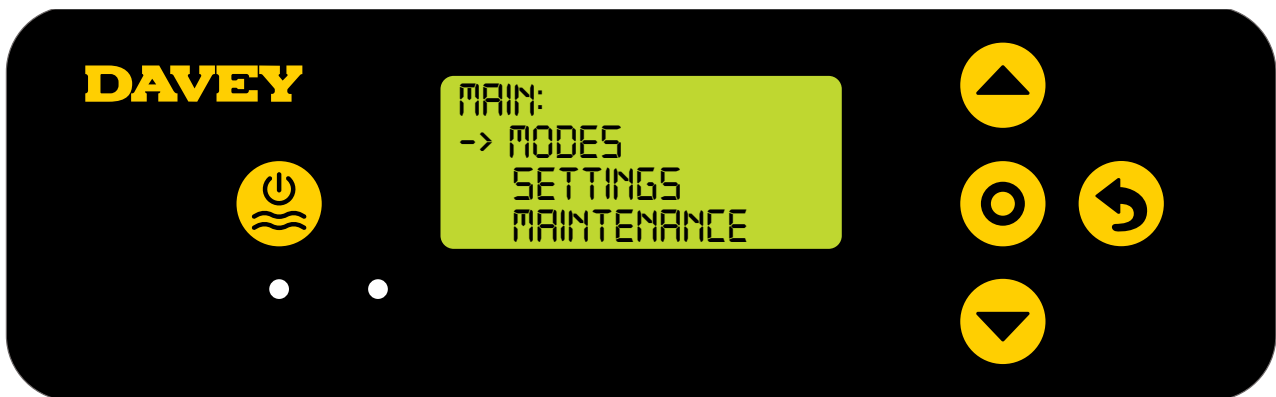 DAVEY
MAIN:
-> MODES
SETTINGS
MAINTENANCE